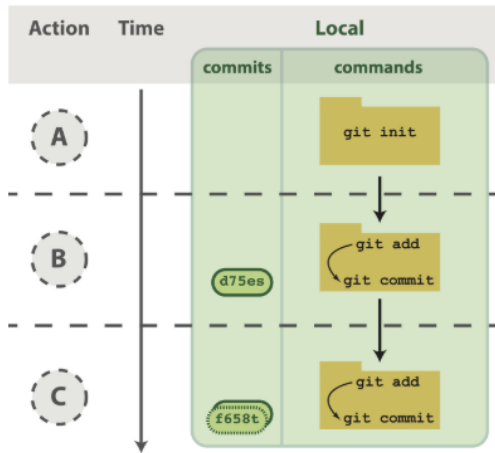 Action Time Local
commits commands
A
git init
B
git add
d75es git commit
C
git add
f658t git commit